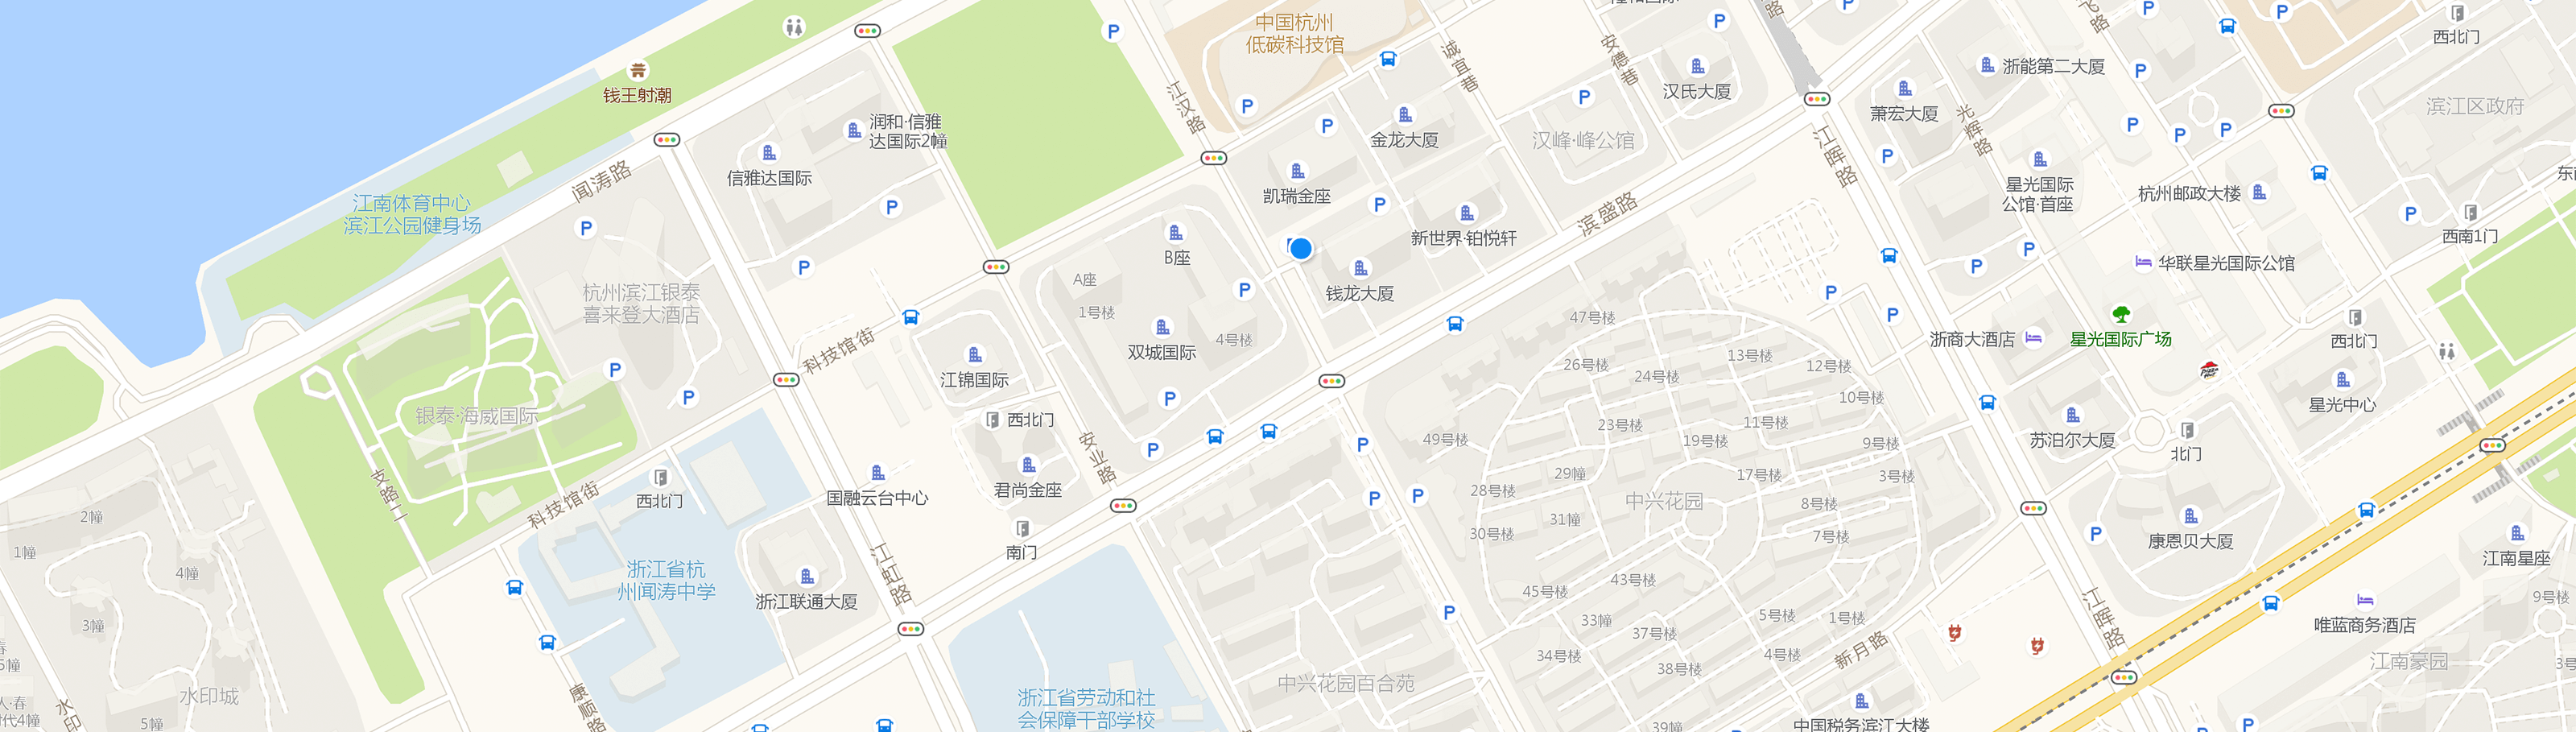 中国杭州
低碳科技馆
诚宜巷
安德巷
路
飞路
西北门
钱王射潮
汉氏大厦
浙能第二大厦
萧宏大厦
滨江区政府
润和·信雅
达国际2幢
江汉路
金龙大厦
汉峰·峰公馆
光辉路
江晖路
闻涛路
信雅达国际
凯瑞金座
星光国际
公馆·首座
杭州邮政大楼
江南体育中心
滨江公园健身场
滨盛路
新世界·铂悦轩
西南1门
B座
A座
华联星光国际公馆
杭州滨江银泰
喜来登大酒店
钱龙大厦
1号楼
47号楼
双城国际
4号楼
科技馆街
浙商大酒店
星光国际广场
西北门
13号楼
26号楼
12号楼
24号楼
江锦国际
10号楼
星光中心
银泰·海威国际
西北门
23号楼
11号楼
49号楼
19号楼
9号楼
苏泊尔大厦
北门
安业路
支路二
29幢
17号楼
3号楼
君尚金座
28号楼
中兴花园
8号楼
国融云台中心
西北门
科技馆街
2幢
31幢
30号楼
7号楼
康恩贝大厦
1幢
南门
江南星座
4幢
浙江省杭
州闻涛中学
江虹路
43号楼
45号楼
浙江联通大厦
9号楼
江晖路
3幢
33幢
5号楼
1号楼
唯蓝商务酒店
37号楼
新月路
34号楼
4号楼
江南豪园
38号楼
中兴花园百合苑
水印城
康顺路
浙江省劳动和社
会保障干部学校
水印
5幢
39幢
中国税务滨江大楼